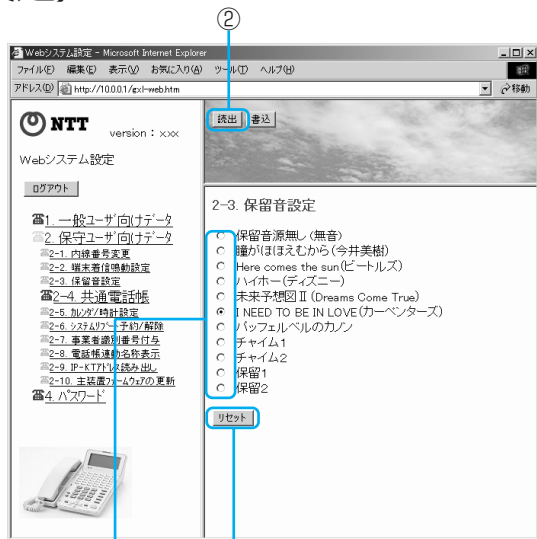 ②
Webシステム設定 - Microsoft Internet Explorer
ファイル(F) 編集(E) 表示(V) お気に入り(A) ツール(T) ヘルプ(H)
アドレス(D) http://10.0.0.1/gxl-web.htm 移動
NTT version：×××
Webシステム設定
ログアウト
1. 一般ユーザ向けデータ
2. 保守ユーザ向けデータ
2-1. 内線番号変更
2-2. 端末着信鳴動設定
2-3. 保留音設定
2-4. 共通電話帳
2-5. カレンダ/時計設定
2-6. システムリブート予約/解除
2-7. 事業者識別番号付与
2-8. 電話帳連動名称表示
2-9. IP-KTアドレス読み出し
2-10. 主装置ファームウェアの更新
4. パスワード
読出 書込
2-3. 保留音設定
保留音源無し（無音）
瞳がほほえむから（今井美樹）
Here comes the sun（ビートルズ）
ハイホー（ディズニー）
未来予想図Ⅱ（Dreams Come True）
I NEED TO BE IN LOVE（カーペンターズ）
パッフェルベルのカノン
チャイム1
チャイム2
保留1
保留2
リセット